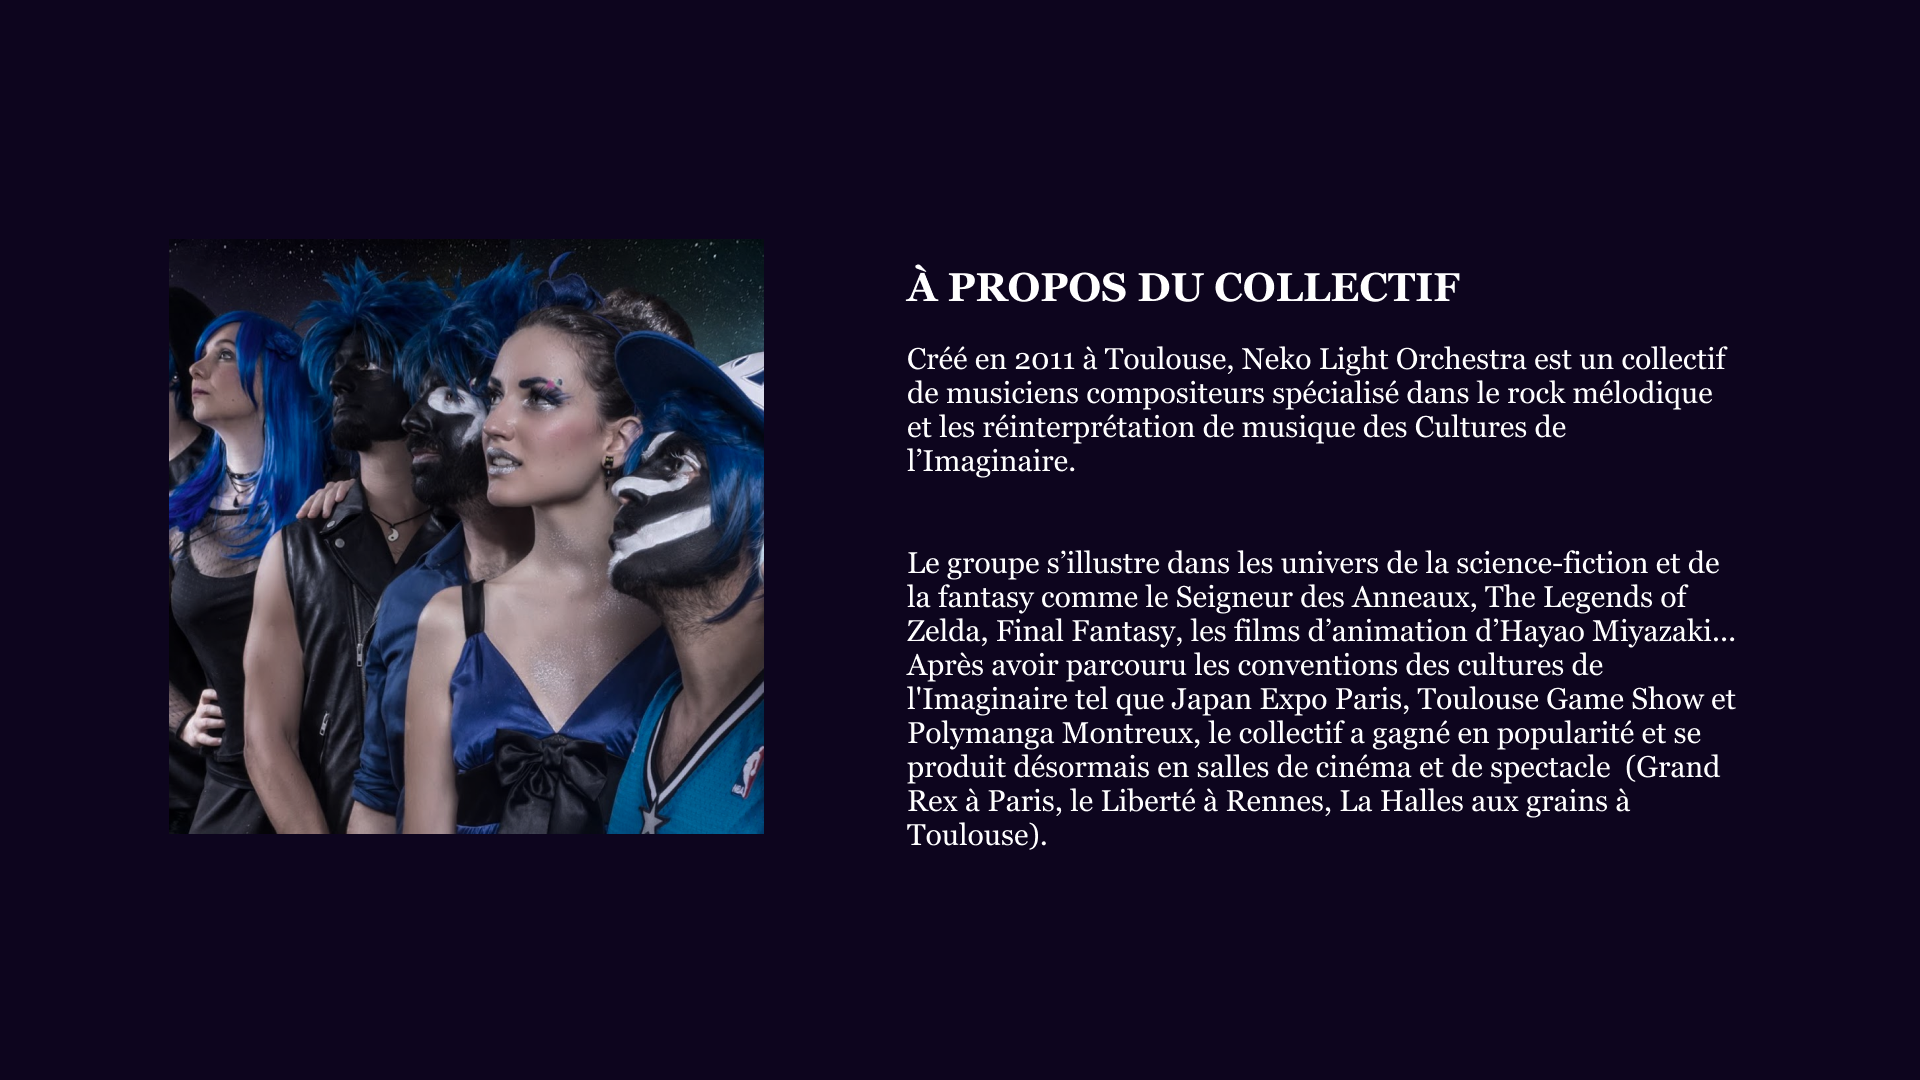 À PROPOS DU COLLECTIF
Créé en 2011 à Toulouse, Neko Light Orchestra est un collectif
de musiciens compositeurs spécialisé dans le rock mélodique
et les réinterprétation de musique des Cultures de
l’Imaginaire.
Le groupe s’illustre dans les univers de la science-fiction et de
la fantasy comme le Seigneur des Anneaux, The Legends of
Zelda, Final Fantasy, les films d’animation d’Hayao Miyazaki...
Après avoir parcouru les conventions des cultures de
l'Imaginaire tel que Japan Expo Paris, Toulouse Game Show et
Polymanga Montreux, le collectif a gagné en popularité et se
produit désormais en salles de cinéma et de spectacle  (Grand
Rex à Paris, le Liberté à Rennes, La Halles aux grains à
Toulouse).